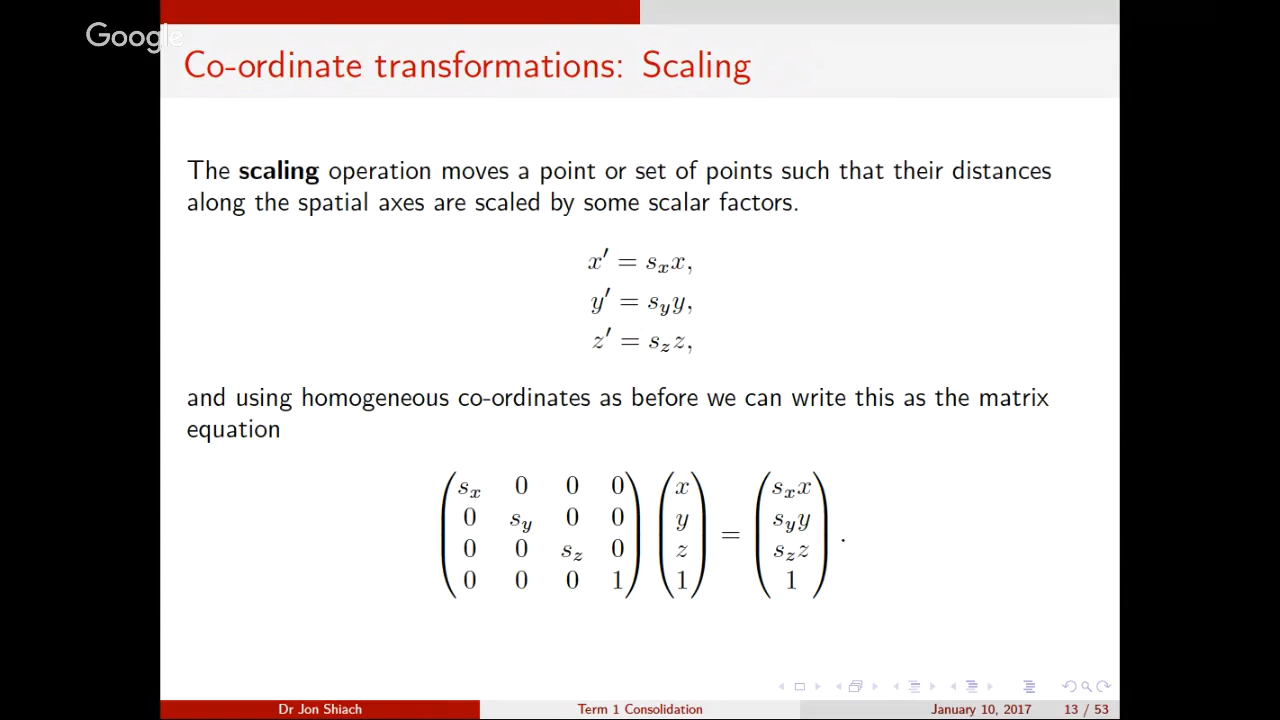 Google
Co-ordinate transformations: Scaling
The scaling operation moves a point or set of points such that their distances
along the spatial axes are scaled by some scalar factors.
x′ = sₓx,
y′ = s_y y,
z′ = s_z z,
and using homogeneous co-ordinates as before we can write this as the matrix
equation
sₓ 0 0 0 x sₓx
0 s_y 0 0 y s_y y
0 0 s_z 0 z = s_z z .
0 0 0 1 1 1
Dr Jon Shiach Term 1 Consolidation January 10, 2017 13 / 53